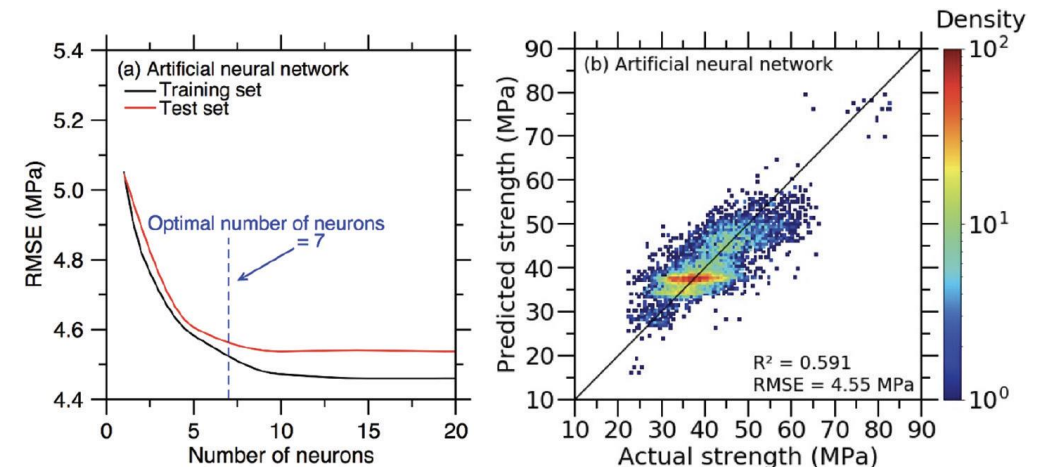 5.4
5.2
5.0
4.8
4.6
4.4
RMSE (MPa)
(a) Artificial neural network
Training set
Test set
Optimal number of neurons
= 7
0 5 10 15 20
Number of neurons
Density
90
80
70
60
50
40
30
20
10
Predicted strength (MPa)
(b) Artificial neural network
R² = 0.591
RMSE = 4.55 MPa
10 20 30 40 50 60 70 80 90
Actual strength (MPa)
10²
10¹
10⁰